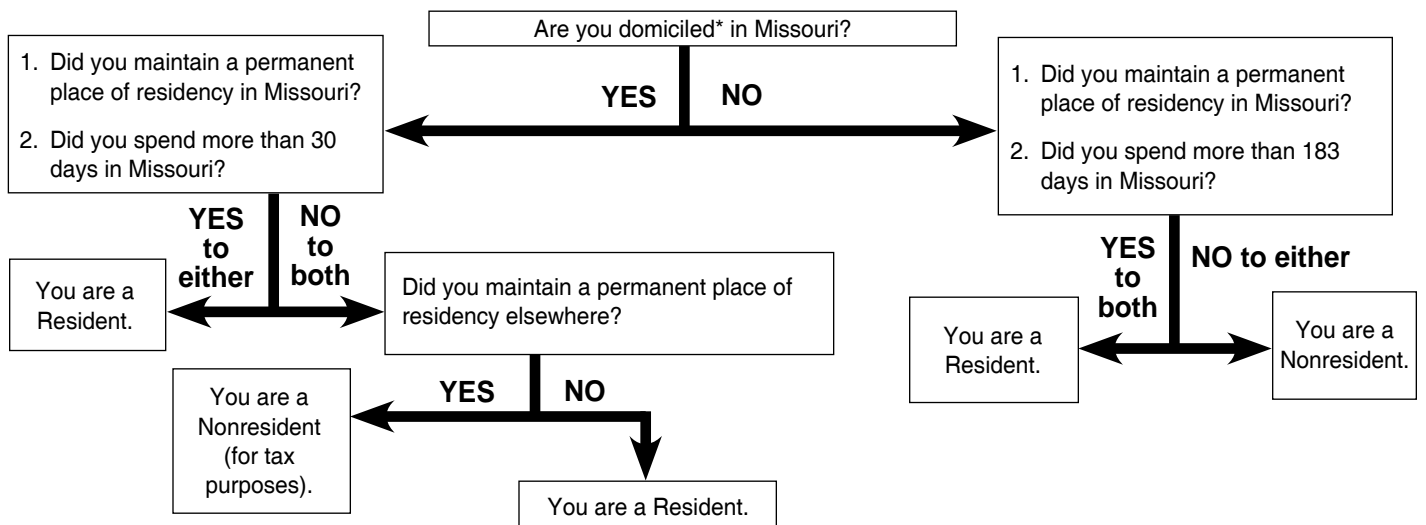 Are you domiciled* in Missouri?
YES
NO
1. Did you maintain a permanent
place of residency in Missouri?
2. Did you spend more than 30
days in Missouri?
1. Did you maintain a permanent
place of residency in Missouri?
2. Did you spend more than 183
days in Missouri?
YES
to
either
NO
to
both
You are a
Resident.
Did you maintain a permanent place of
residency elsewhere?
YES
NO
You are a
Nonresident
(for tax
purposes).
You are a Resident.
YES
to
both
NO to either
You are a
Resident.
You are a
Nonresident.